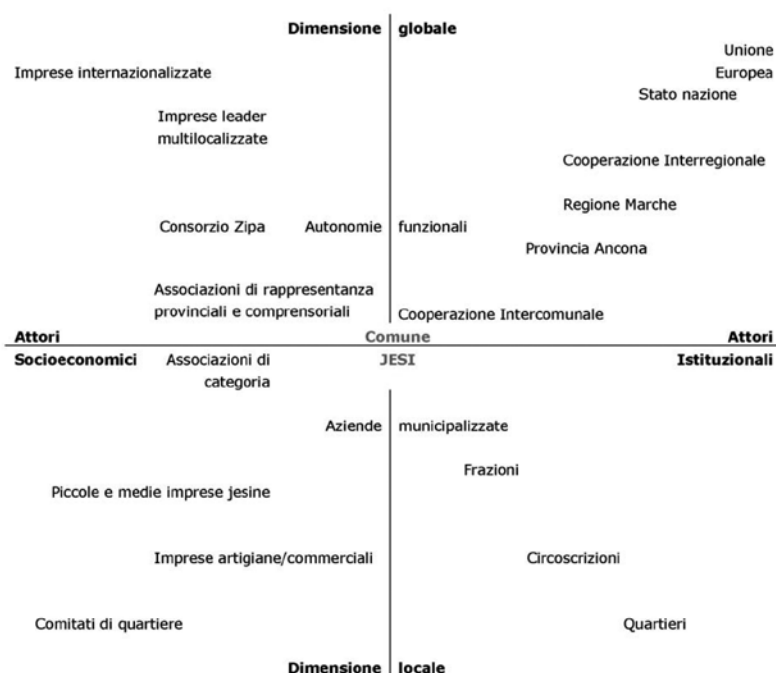 Dimensione globale
Unione
Imprese internazionalizzate Europea
Stato nazione
Imprese leader
multilocalizzate
Cooperazione Interregionale
Regione Marche
Consorzio Zipa Autonomie funzionali
Provincia Ancona
Associazioni di rappresentanza
provinciali e comprensoriali Cooperazione Intercomunale
Attori Comune Attori
Socioeconomici Associazioni di JESI Istituzionali
categoria
Aziende municipalizzate
Frazioni
Piccole e medie imprese jesine
Imprese artigiane/commerciali Circoscrizioni
Comitati di quartiere Quartieri
Dimensione locale